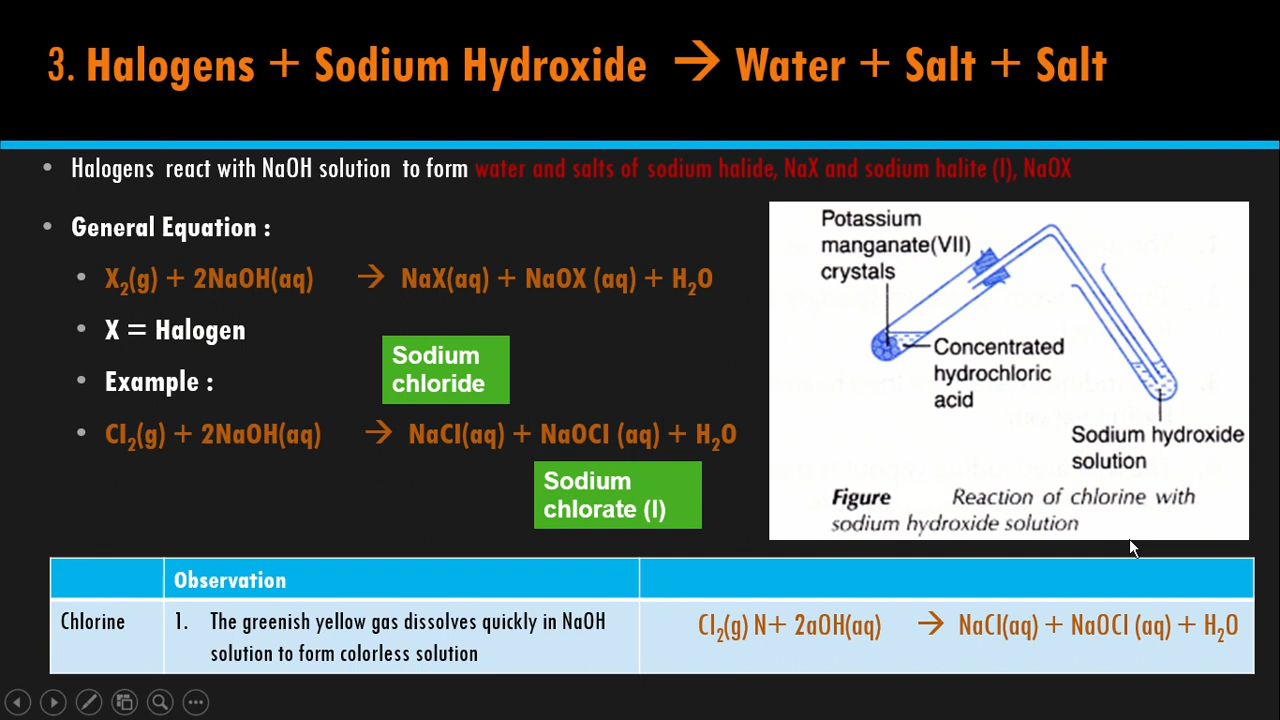 3. Halogens + Sodium Hydroxide → Water + Salt + Salt
• Halogens react with NaOH solution to form water and salts of sodium halide, NaX and sodium halite (I), NaOX
• General Equation :
• X₂(g) + 2NaOH(aq) → NaX(aq) + NaOX (aq) + H₂O
• X = Halogen
• Example :
Sodium
chloride
• Cl₂(g) + 2NaOH(aq) → NaCl(aq) + NaOCl (aq) + H₂O
Sodium
chlorate (I)
Potassium
manganate(VII)
crystals
Concentrated
hydrochloric
acid
Sodium hydroxide
solution
Figure Reaction of chlorine with
sodium hydroxide solution
Observation
Chlorine
1. The greenish yellow gas dissolves quickly in NaOH
solution to form colorless solution
Cl₂(g) N+ 2aOH(aq) → NaCl(aq) + NaOCl (aq) + H₂O